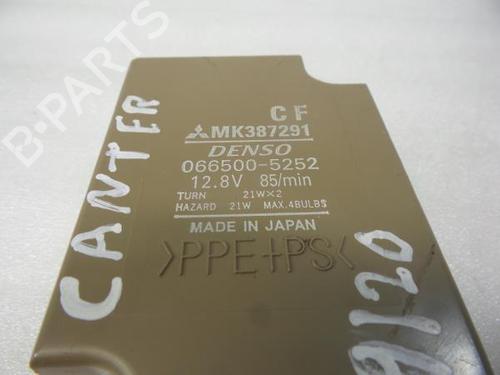 B-PARTS
CF
MK387291
DENSO
066500-5252
12.8V 85/min
TURN 21W×2
HAZARD 21W MAX.4BULBS
MADE IN JAPAN
>PPE+PS<
CANTER